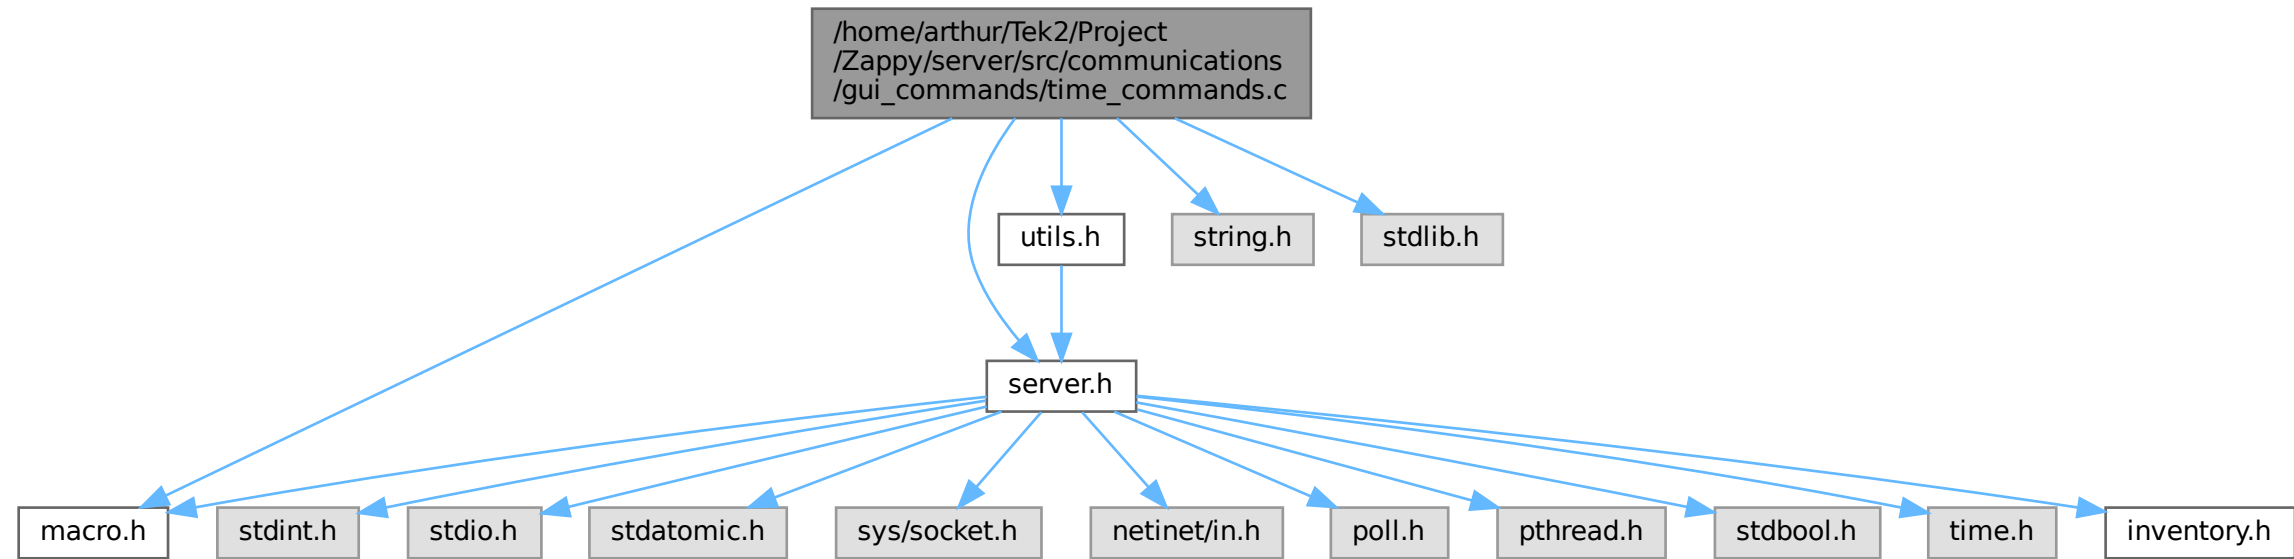 /home/arthur/Tek2/Project
/Zappy/server/src/communications
/gui_commands/time_commands.c
utils.h
string.h
stdlib.h
server.h
macro.h
stdint.h
stdio.h
stdatomic.h
sys/socket.h
netinet/in.h
poll.h
pthread.h
stdbool.h
time.h
inventory.h